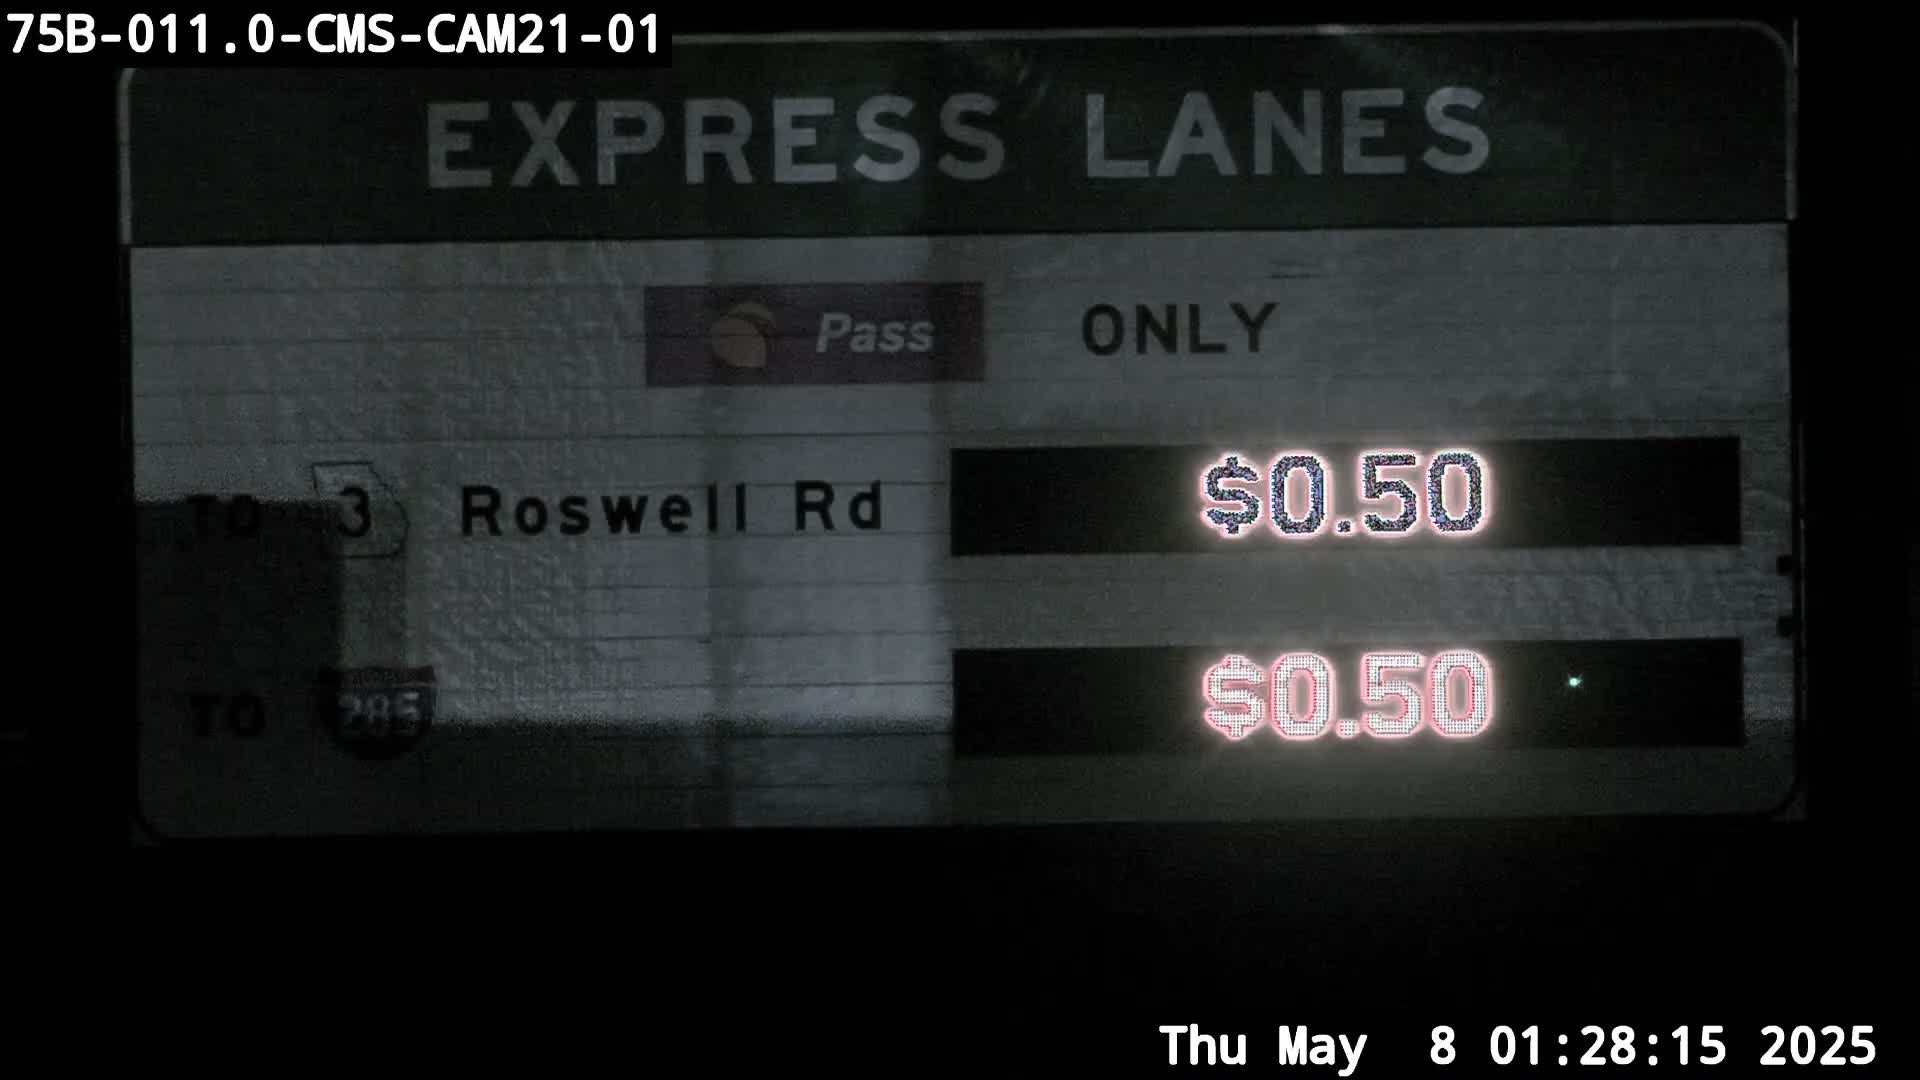 75B-011.0-CMS-CAM21-01
EXPRESS LANES
Pass ONLY
TO 3 Roswell Rd $0.50
TO 285 $0.50
Thu May 8 01:28:15 2025